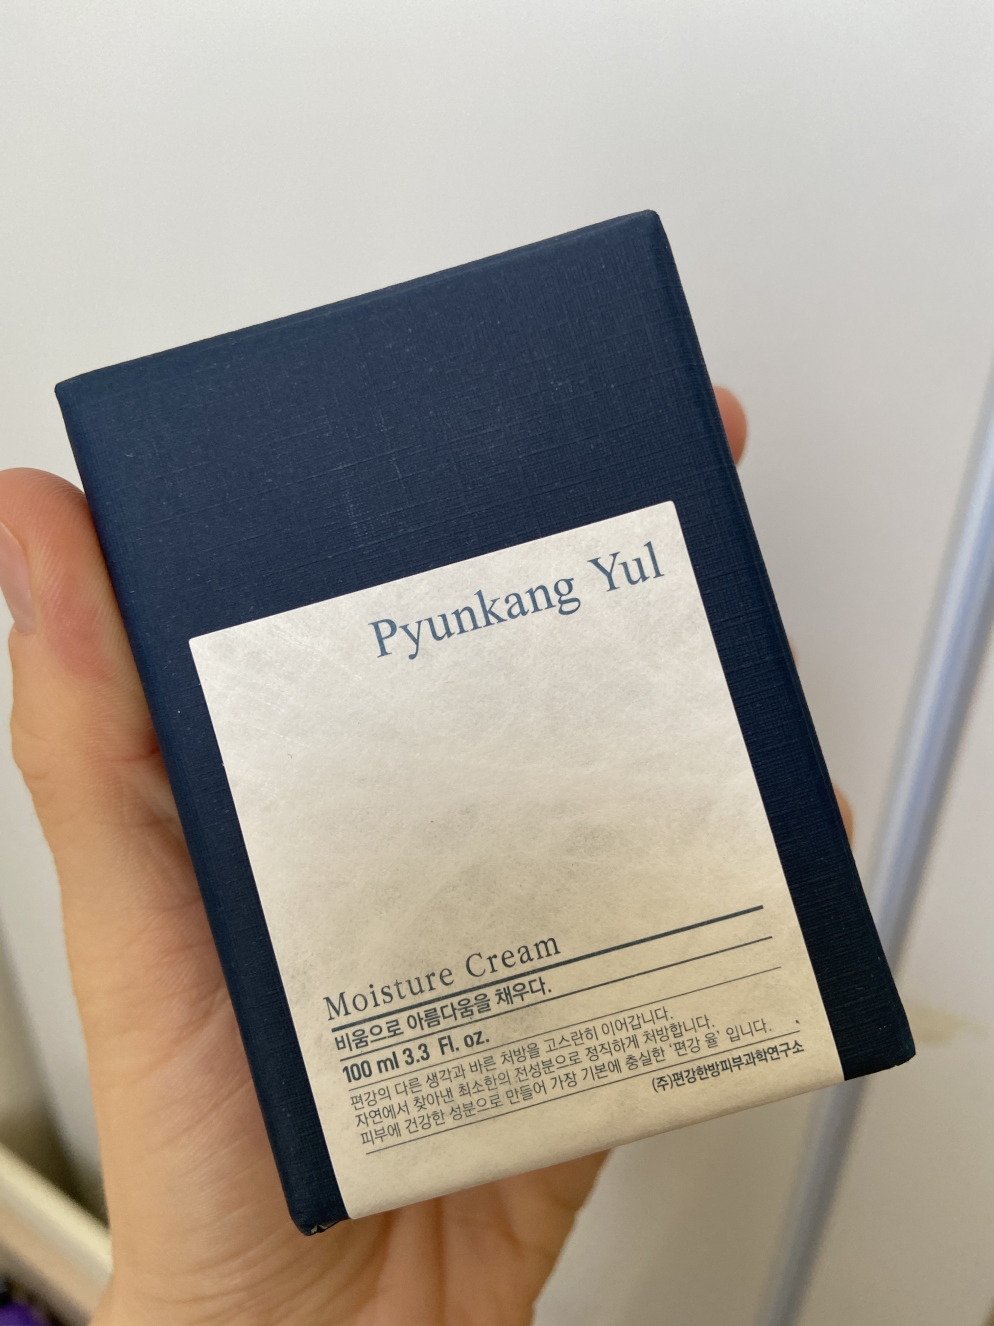 Pyunkang Yul
Moisture Cream
비움으로 아름다움을 채우다.
100 ml 3.3 Fl. oz.
편강의 다른 생각과 바른 처방을 고스란히 이어갑니다.
자연에서 찾아낸 최소한의 전성분으로 정직하게 처방합니다.
피부에 건강한 성분으로 만들어 가장 기본에 충실한 '편강 율' 입니다.
(주)편강한방피부과학연구소